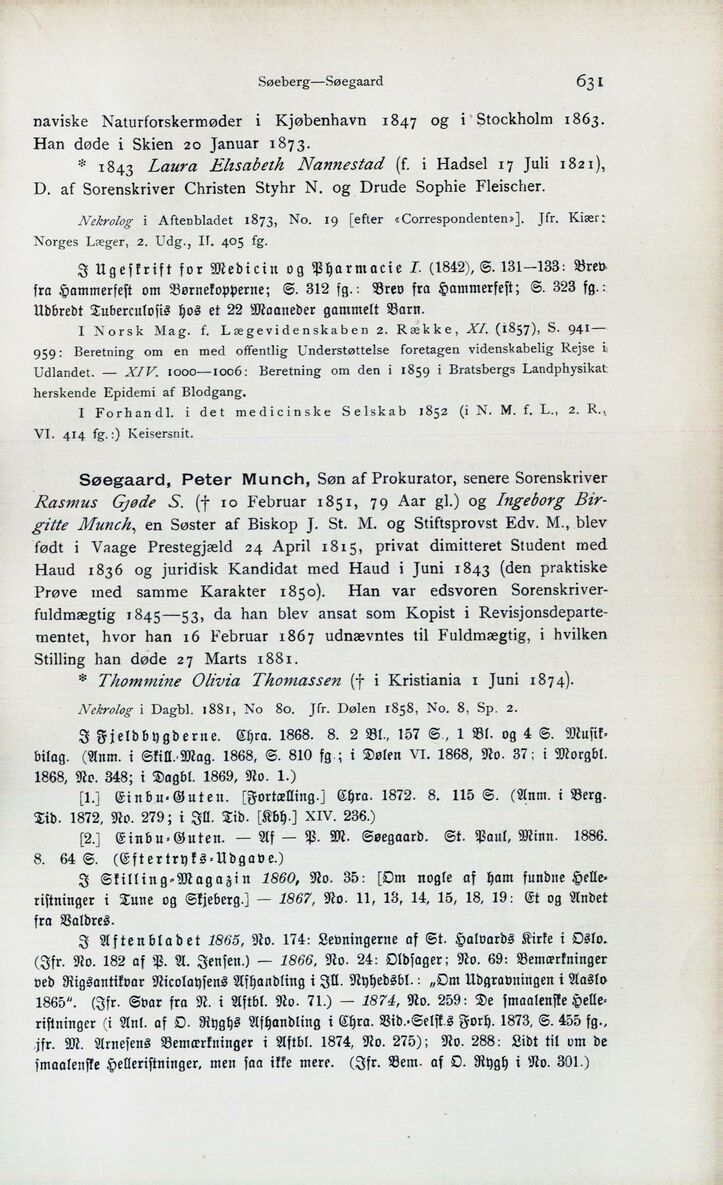 Søeberg—Søegaard 631
naviske Naturforskermøder i Kjøbenhavn 1847 og i Stockholm 1863.
Han døde i Skien 20 Januar 1873.
* 1843 Laura Elisabeth Nannestad (f. i Hadsel 17 Juli 1821),
D. af Sorenskriver Christen Styhr N. og Drude Sophie Fleischer.
Nekrolog i Aftenbladet 1873, No. 19 [efter «Correspondenten»]. Jfr. Kiær:
Norges Læger, 2. Udg., II. 405 fg.
I Ugeskrift for Medicin og Pharmacie I. (1842), S. 131—133: Brev
fra Hammerfest om Børnekopperne; S. 312 fg.: Brev fra Hammerfest; S. 323 fg.:
Udbredt Tuberculosis hos et 22 Maaneder gammelt Barn.
I Norsk Mag. f. Lægevidenskaben 2. Række, XI. (1857), S. 941—
959: Beretning om en med offentlig Understøttelse foretagen videnskabelig Rejse i
Udlandet. — XIV. 1000—1006: Beretning om den i 1859 i Bratsbergs Landphysikat
herskende Epidemi af Blodgang.
I Forhandl. i det medicinske Selskab 1852 (i N. M. f. L., 2. R.,
VI. 414 fg.:) Keisersnit.
Søegaard, Peter Munch, Søn af Prokurator, senere Sorenskriver
Rasmus Gjøde S. († 10 Februar 1851, 79 Aar gl.) og Ingeborg Bir-
gitte Munch, en Søster af Biskop J. St. M. og Stiftsprovst Edv. M., blev
født i Vaage Prestegjæld 24 April 1815, privat dimitteret Student med
Haud 1836 og juridisk Kandidat med Haud i Juni 1843 (den praktiske
Prøve med samme Karakter 1850). Han var edsvoren Sorenskriver-
fuldmægtig 1845—53, da han blev ansat som Kopist i Revisjonsdeparte-
mentet, hvor han 16 Februar 1867 udnævntes til Fuldmægtig, i hvilken
Stilling han døde 27 Marts 1881.
* Thommine Olivia Thomassen († i Kristiania 1 Juni 1874).
Nekrolog i Dagbl. 1881, No 80. Jfr. Dølen 1858, No. 8, Sp. 2.
I Fjeldbygderne. Chra. 1868. 8. 2 Bl., 157 S., 1 Bl. og 4 S. Musik-
bilag. (Anm. i Skill.-Mag. 1868, S. 810 fg.; i Dølen VI. 1868, No. 37; i Morgbl.
1868, No. 348; i Dagbl. 1869, No. 1.)
[1.] Einbu-Guten. [Fortælling.] Chra. 1872. 8. 115 S. (Anm. i Berg.
Tid. 1872, No. 279; i Ill. Tid. [Kbh.] XIV. 236.)
[2.] Einbu-Guten. — Af — P. M. Søegaard. St. Paul, Minn. 1886.
8. 64 S. (Eftertryks-Udgave.)
I Skilling-Magazin 1860, No. 35: [Om nogle af ham fundne Helle-
ristninger i Tune og Skjeberg.] — 1867, No. 11, 13, 14, 15, 18, 19: Et og Andet
fra Valdres.
I Aftenbladet 1865, No. 174: Levningerne af St. Halvards Kirke i Oslo.
(Jfr. No. 182 af P. A. Jensen.) — 1866, No. 24: Oldsager; No. 69: Bemærkninger
ved Rigsantikvar Nicolaysens Afhandling i Ill. Nyhedsbl.: „Om Udgravningen i Aaslo
1865“. (Jfr. Svar fra N. i Aftbl. No. 71.) — 1874, No. 259: De smaalenske Helle-
ristninger (i Anl. af O. Ryghs Afhandling i Chra. Vid.-Selsk.s Forh. 1873, S. 455 fg.,
jfr. M. Arnesens Bemærkninger i Aftbl. 1874, No. 275); No. 288: Lidt til om de
smaalenske Helleristninger, men saa ikke mere. (Jfr. Bem. af O. Rygh i No. 301.)